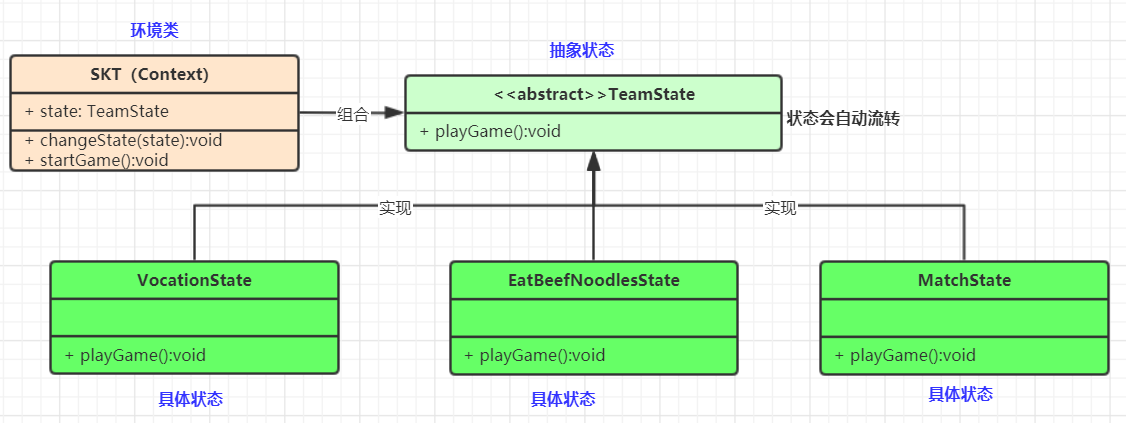 环境类
抽象状态
SKT（Context)
+ state: TeamState
+ changeState(state):void
+ startGame():void
组合
<<abstract>>TeamState
+ playGame():void
状态会自动流转
实现
实现
VocationState
+ playGame():void
EatBeefNoodlesState
+ playGame():void
MatchState
+ playGame():void
具体状态
具体状态
具体状态